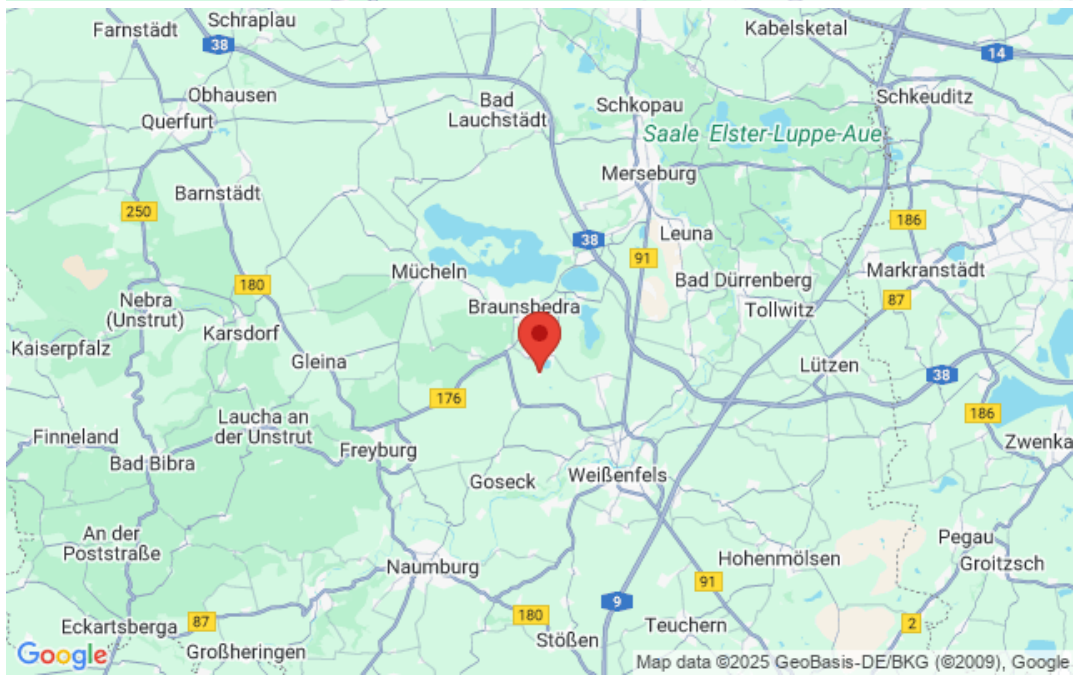 Farnstädt
Schraplau
38
Kabelsketal
14
Obhausen
Querfurt
Bad
Lauchstädt
Schkopau
Schkeuditz
Saale Elster-Luppe-Aue
Merseburg
Barnstädt
250
186
Leuna
38
91
Mücheln
Bad Dürrenberg
Markranstädt
180
87
Nebra
(Unstrut)
Karsdorf
Braunsbedra
Tollwitz
Kaiserpfalz
Gleina
Lützen
38
176
186
Laucha an
der Unstrut
Finneland
Bad Bibra
Freyburg
Zwenka
Goseck
Weißenfels
An der
Poststraße
Pegau
Groitzsch
Naumburg
Hohenmölsen
91
9
180
87
Eckartsberga
Stößen
Teuchern
2
Großheringen
Google
Map data ©2025 GeoBasis-DE/BKG (©2009), Google